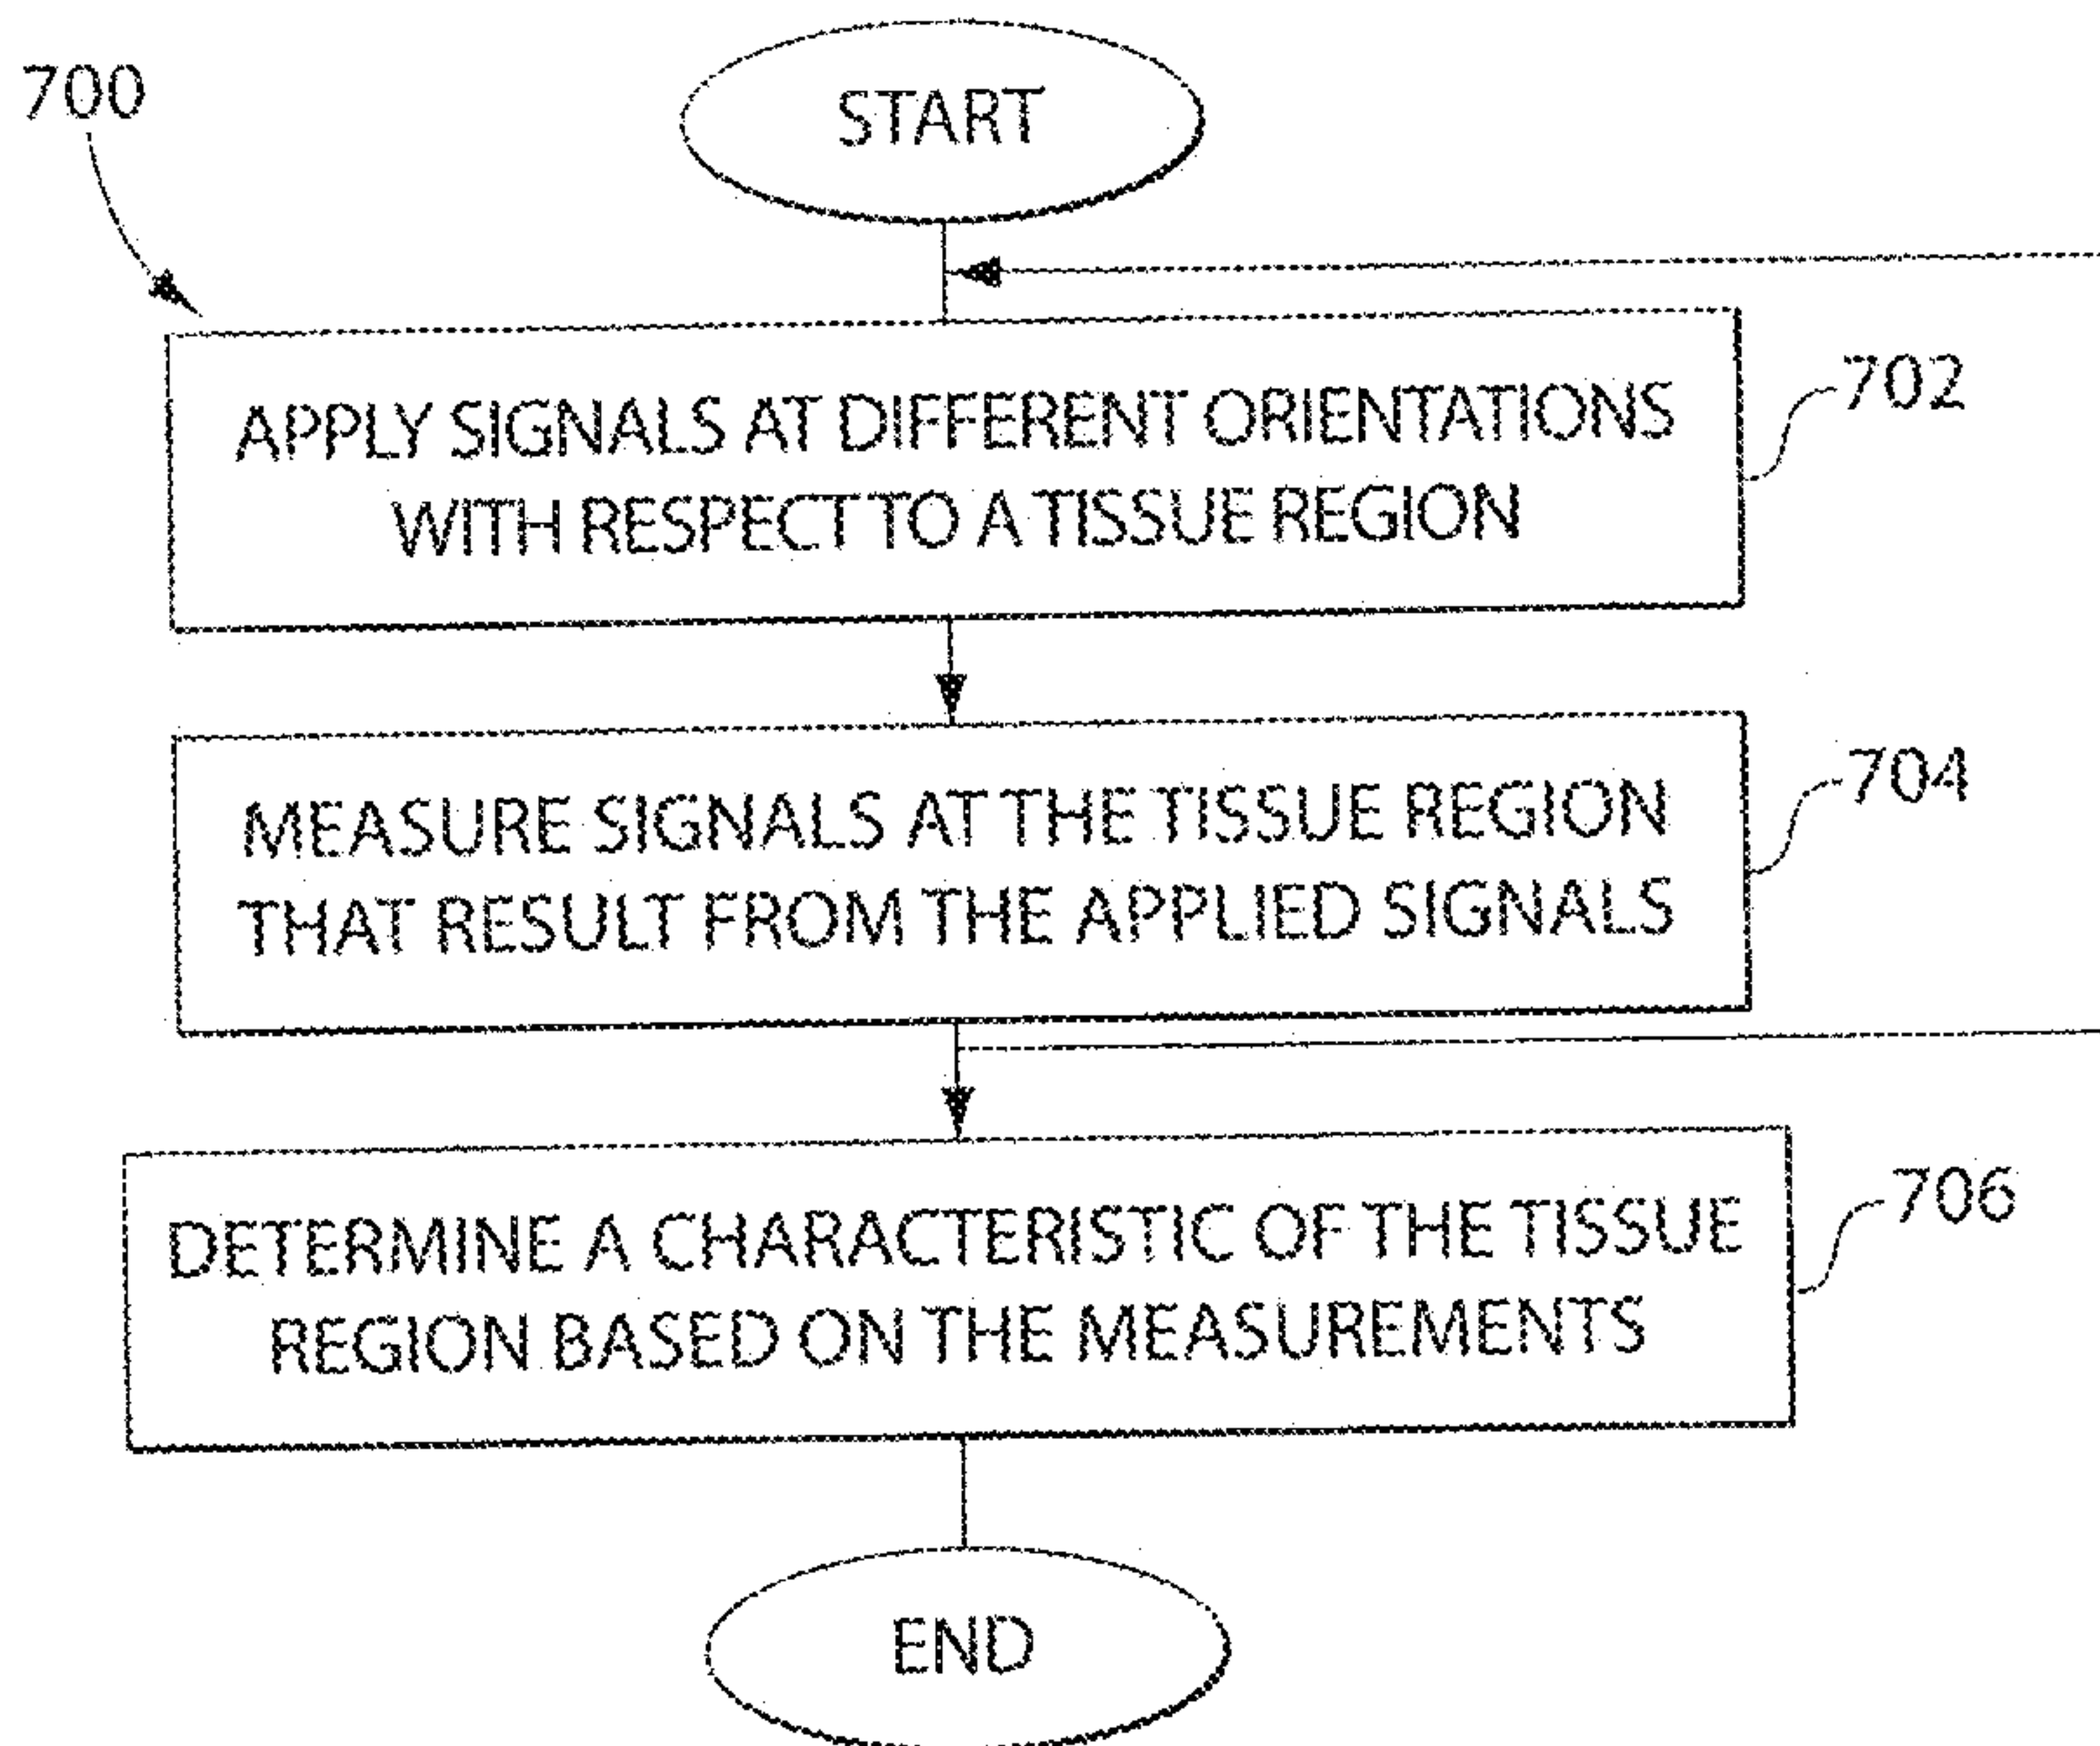 700
START
APPLY SIGNALS AT DIFFERENT ORIENTATIONS
WITH RESPECT TO A TISSUE REGION
702
MEASURE SIGNALS AT THE TISSUE REGION
THAT RESULT FROM THE APPLIED SIGNALS
704
DETERMINE A CHARACTERISTIC OF THE TISSUE
REGION BASED ON THE MEASUREMENTS
706
END